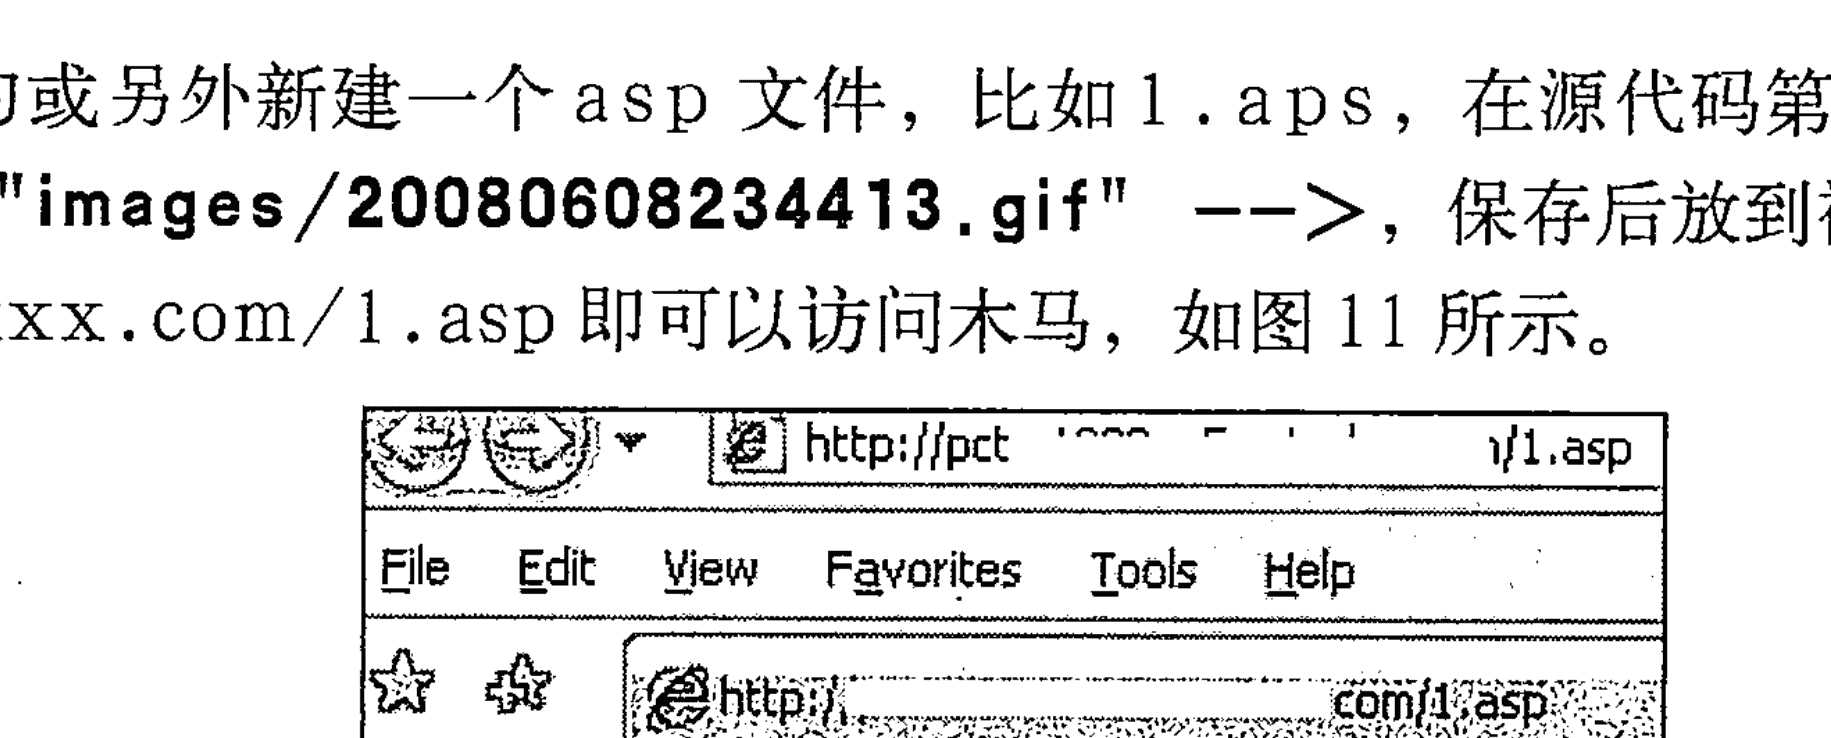 或另外新建一个asp 文件，比如1.aps，在源代码第
"images/20080608234413.gif" -->，保存后放到
xx.com/1.asp即可以访问木马，如图11所示。
http://pct /1.asp
File Edit View Favorites Tools Help
http:/ com/1.asp